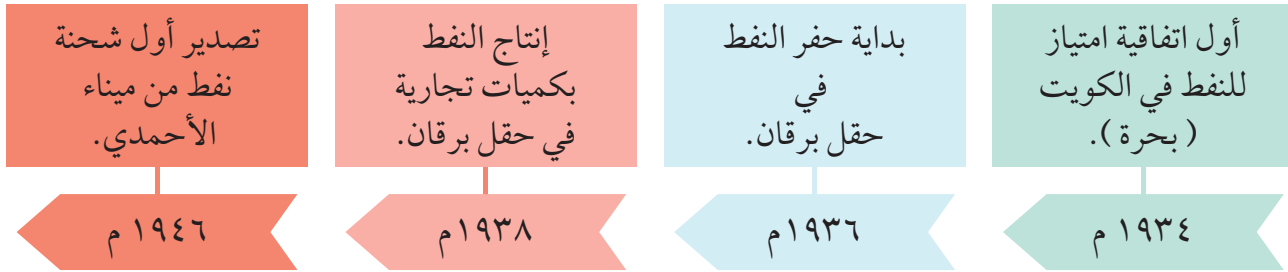 أول اتفاقية امتياز
للنفط في الكويت
( بحرة ).
١٩٣٤ م
بداية حفر النفط
في
حقل برقان.
١٩٣٦م
إنتاج النفط
بكميات تجارية
في حقل برقان.
١٩٣٨م
تصدير أول شحنة
نفط من ميناء
الأحمدي.
١٩٤٦ م